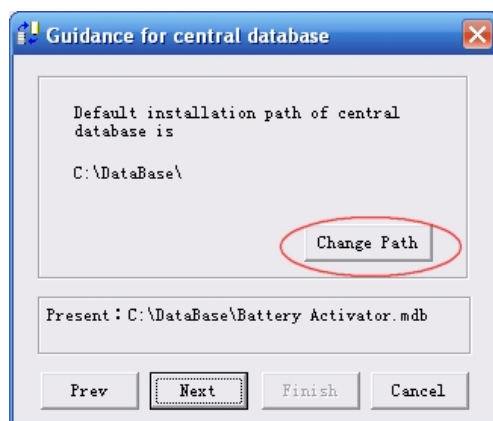 Guidance for central database
Default installation path of central
database is
C:\DataBase\
Change Path
Present：C:\DataBase\Battery Activator.mdb
Prev
Next
Finish
Cancel